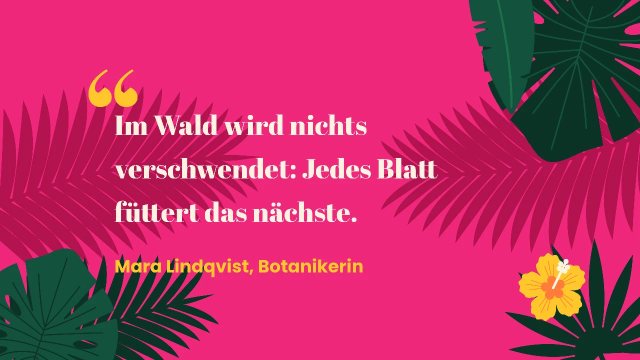 “
Im Wald wird nichts
verschwendet: Jedes Blatt
füttert das nächste.
Mara Lindqvist, Botanikerin